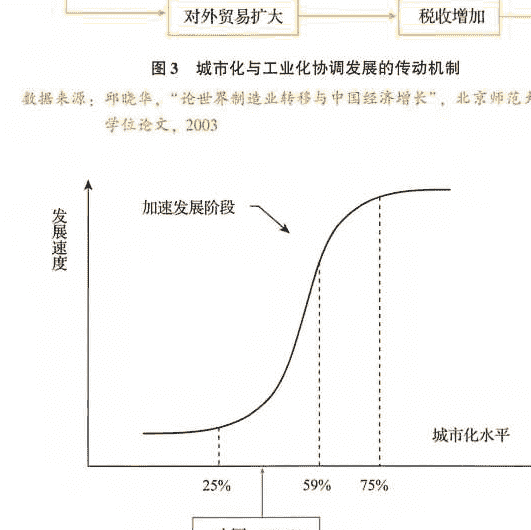 对外贸易扩大
税收增加
图 3 城市化与工业化协调发展的传动机制
数据来源：邱晓华，“论世界制造业转移与中国经济增长”，北京师范
学位论文，2003
发展速度
加速发展阶段
城市化水平
25%
59%
75%